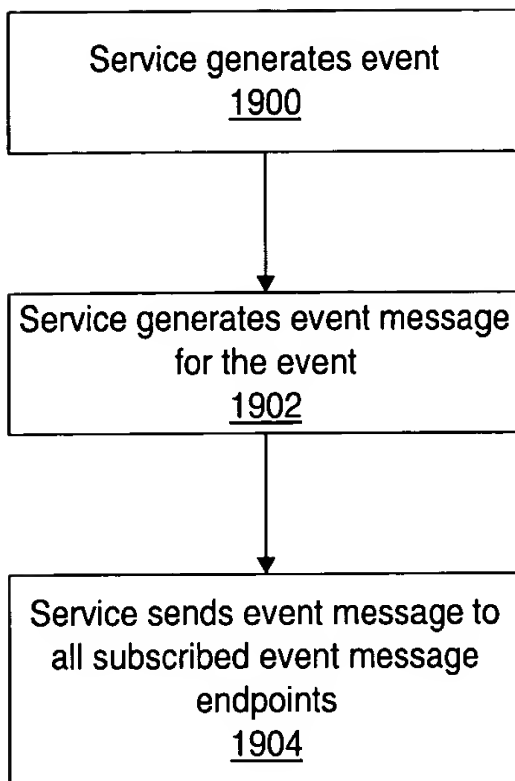 Service generates event
1900
Service generates event message
for the event
1902
Service sends event message to
all subscribed event message
endpoints
1904